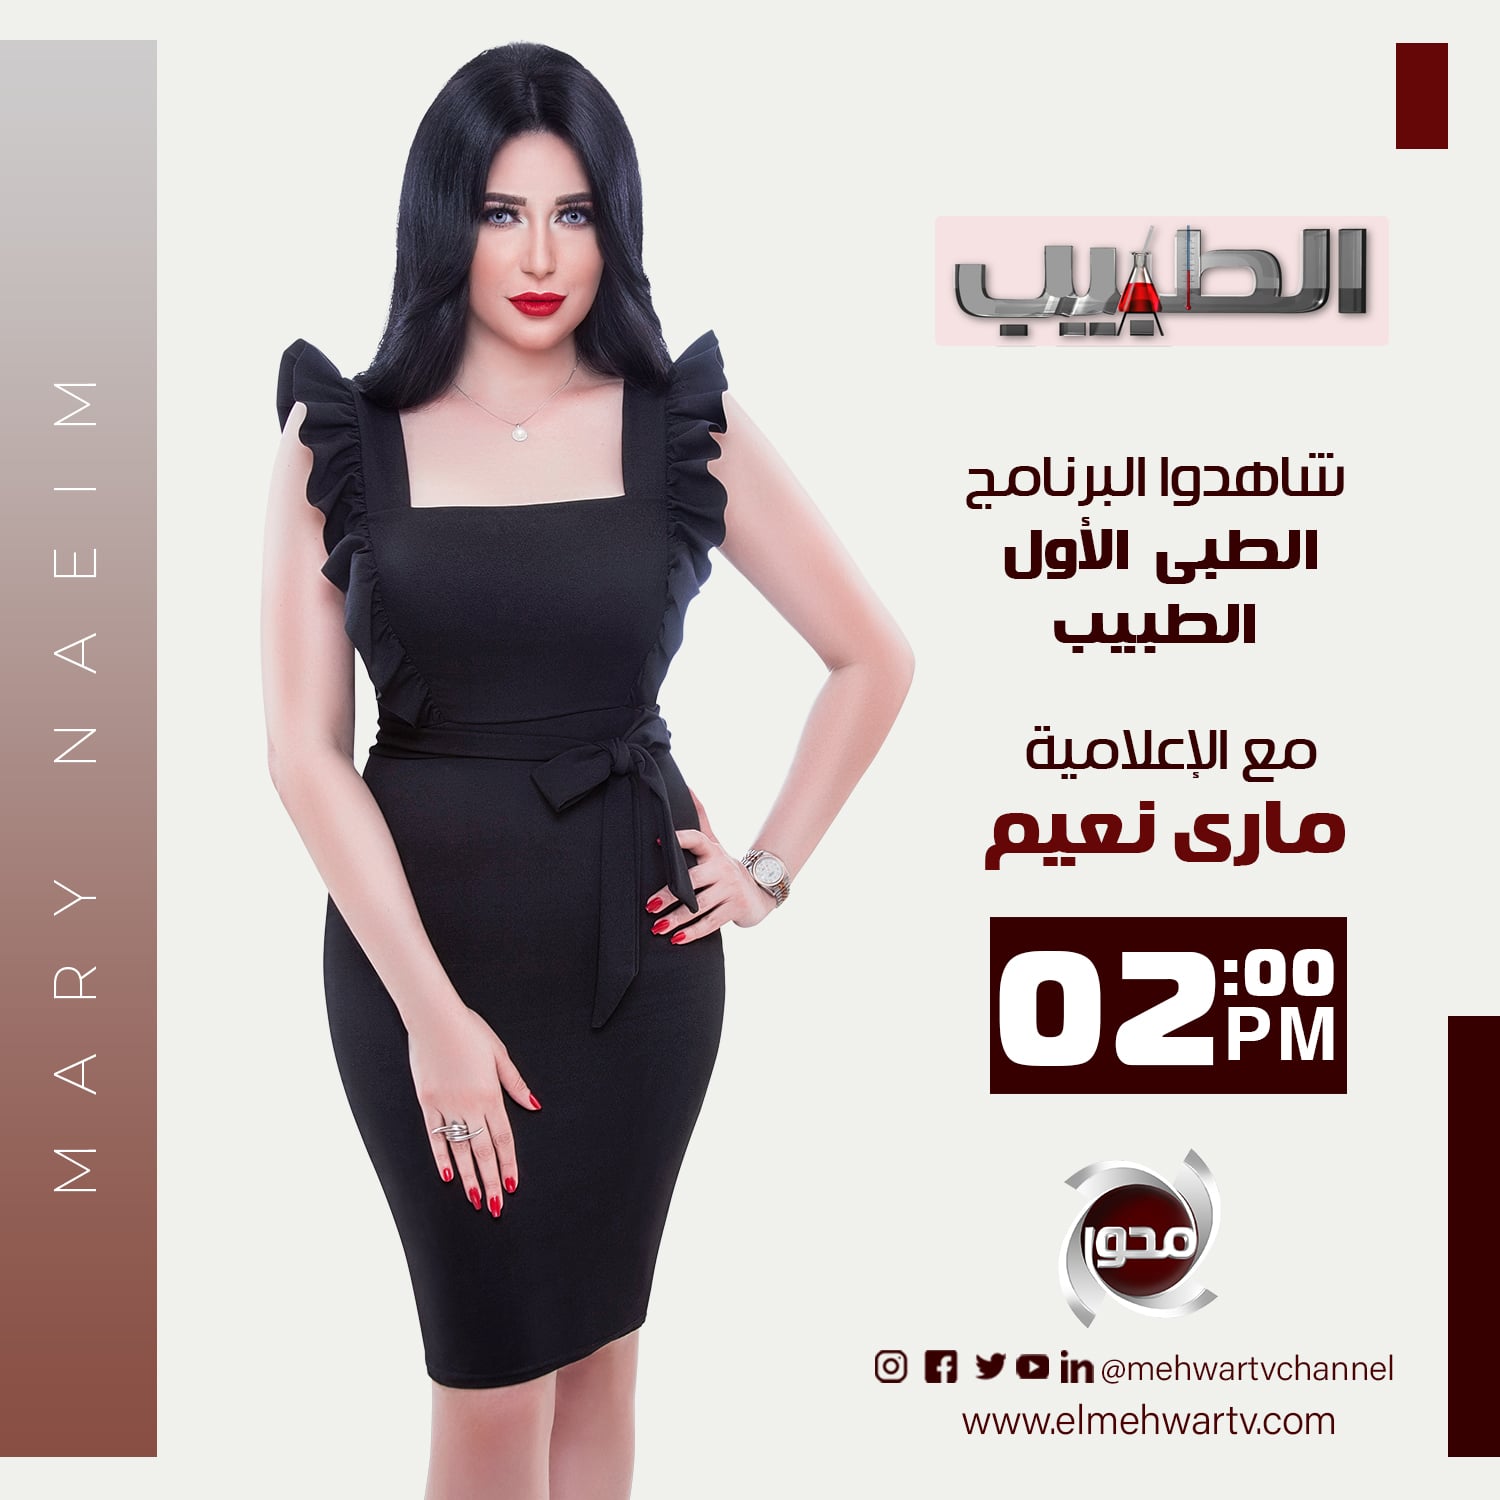 MARY NAEIM
الطبيب
شاهدوا البرنامج
الطبى الأول
الطبيب
مع الإعلامية
مارى نعيم
02:00
PM
محور
@mehwartvchannel
www.elmehwartv.com